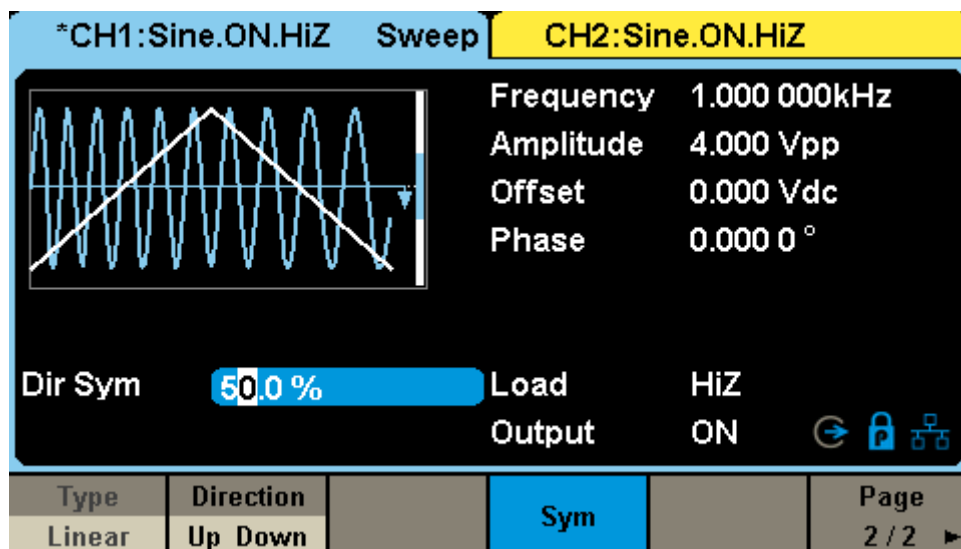 *CH1:Sine.ON.HiZ Sweep CH2:Sine.ON.HiZ
Frequency 1.000 000kHz
Amplitude 4.000 Vpp
Offset 0.000 Vdc
Phase 0.000 0 °
Dir Sym 50.0 % Load HiZ
Output ON
Type Direction Sym Page
Linear Up Down 2 / 2